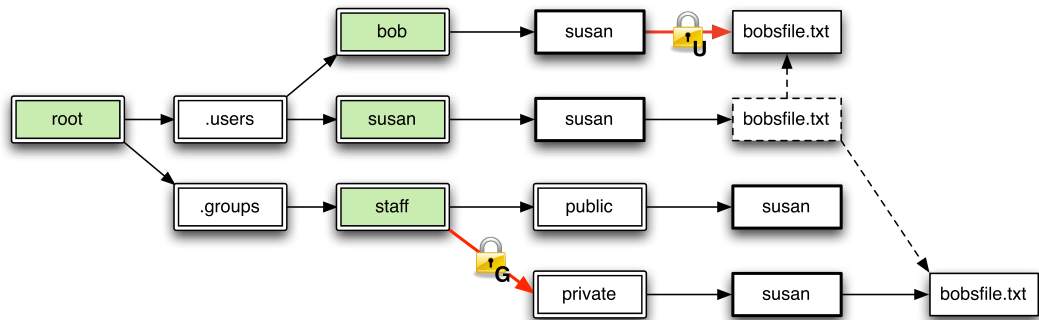 bob
susan
U
bobsfile.txt
root
.users
susan
susan
bobsfile.txt
.groups
staff
public
susan
G
private
susan
bobsfile.txt